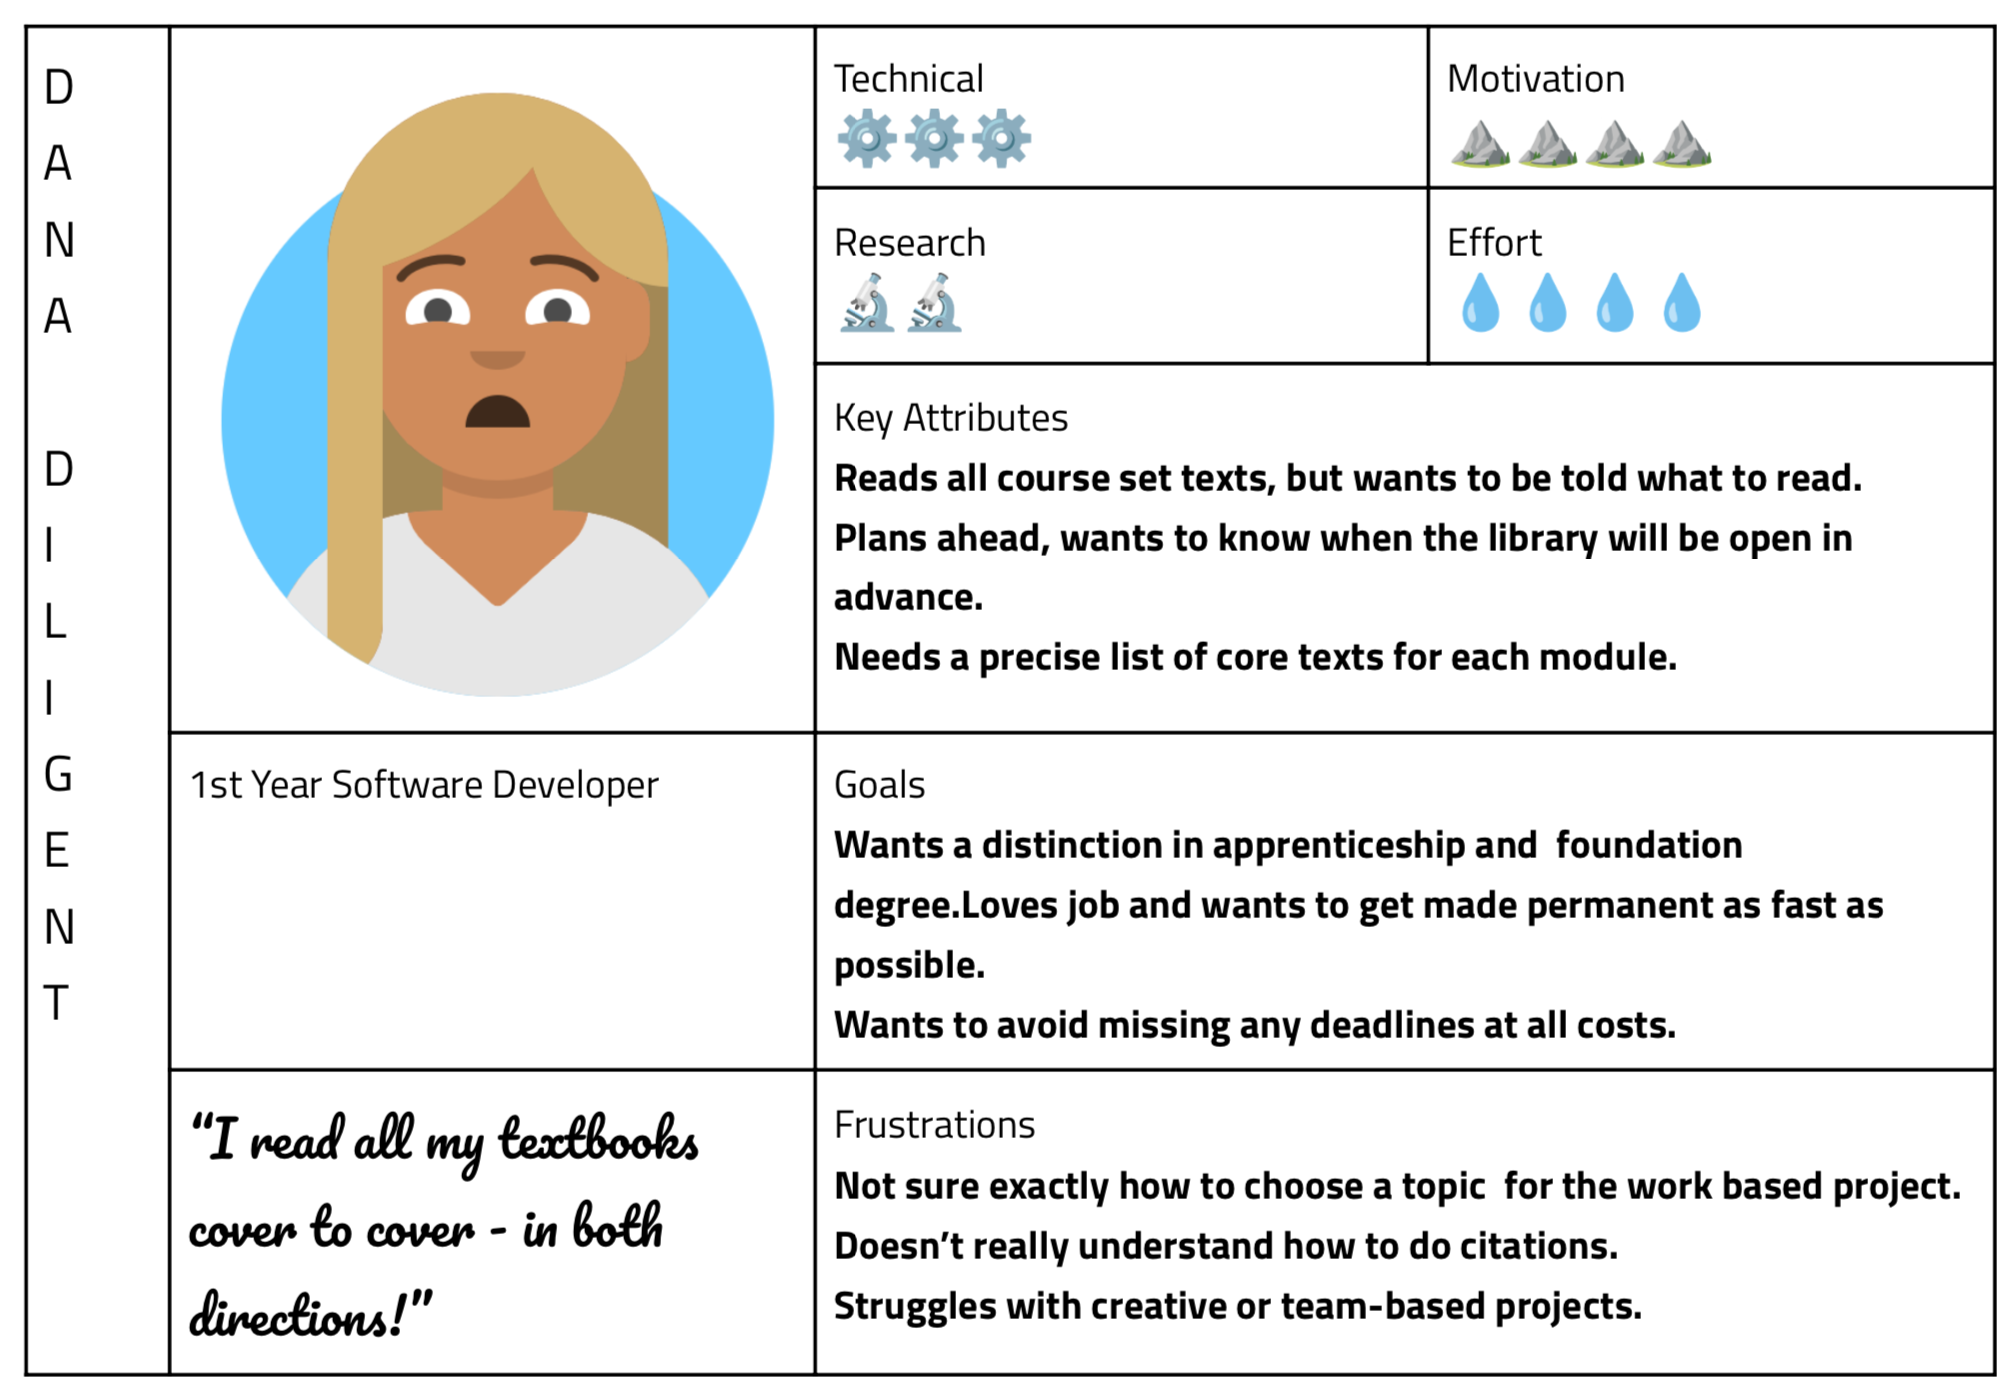 DANA DILIGENT
Technical
Motivation
Research
Effort
Key Attributes
Reads all course set texts, but wants to be told what to read.
Plans ahead, wants to know when the library will be open in
advance.
Needs a precise list of core texts for each module.
1st Year Software Developer
Goals
Wants a distinction in apprenticeship and  foundation
degree.Loves job and wants to get made permanent as fast as
possible.
Wants to avoid missing any deadlines at all costs.
“I read all my textbooks
cover to cover - in both
directions!”
Frustrations
Not sure exactly how to choose a topic  for the work based project.
Doesn’t really understand how to do citations.
Struggles with creative or team-based projects.